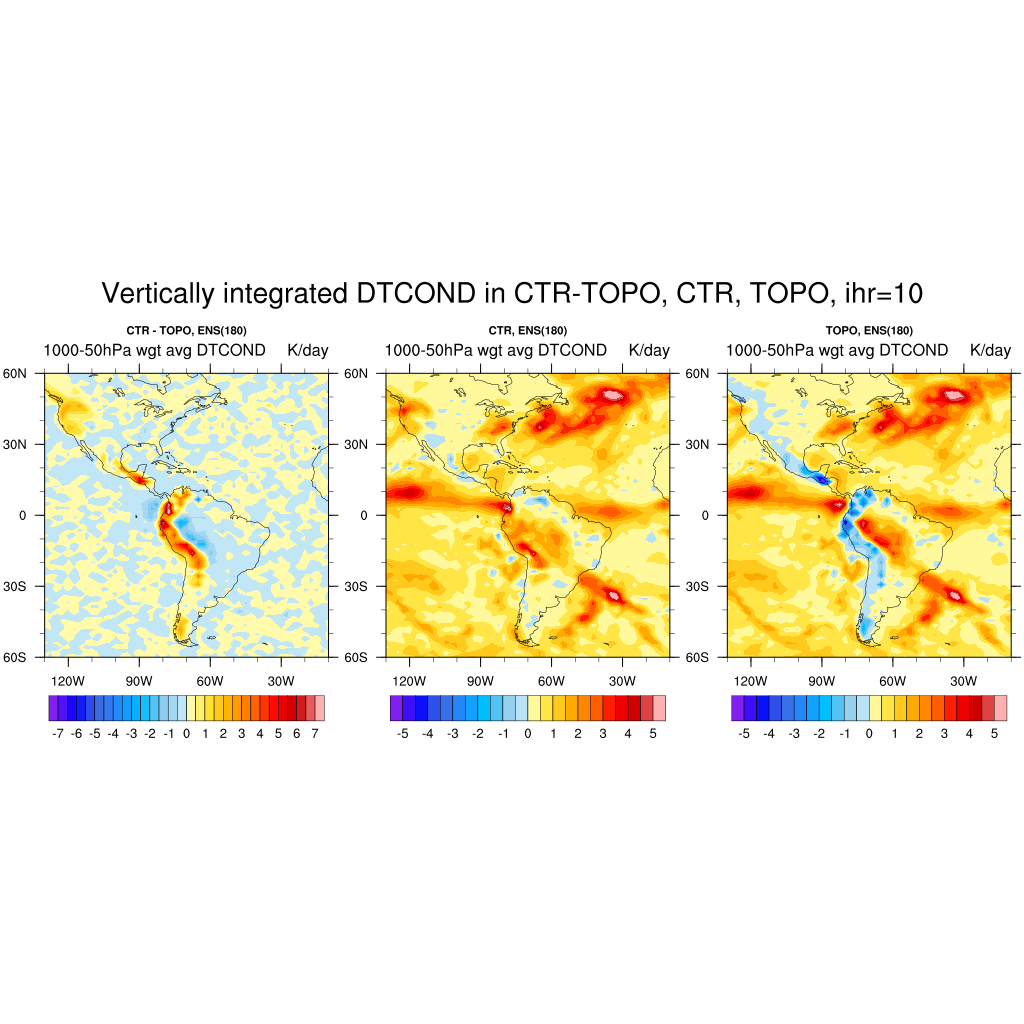 Vertically integrated DTCOND in CTR-TOPO, CTR, TOPO, ihr=10
CTR - TOPO, ENS(180)
1000-50hPa wgt avg DTCOND K/day
60N
30N
0
30S
60S
120W 90W 60W 30W
-7 -6 -5 -4 -3 -2 -1 0 1 2 3 4 5 6 7
CTR, ENS(180)
1000-50hPa wgt avg DTCOND K/day
60N
30N
0
30S
60S
120W 90W 60W 30W
-5 -4 -3 -2 -1 0 1 2 3 4 5
TOPO, ENS(180)
1000-50hPa wgt avg DTCOND K/day
60N
30N
0
30S
60S
120W 90W 60W 30W
-5 -4 -3 -2 -1 0 1 2 3 4 5